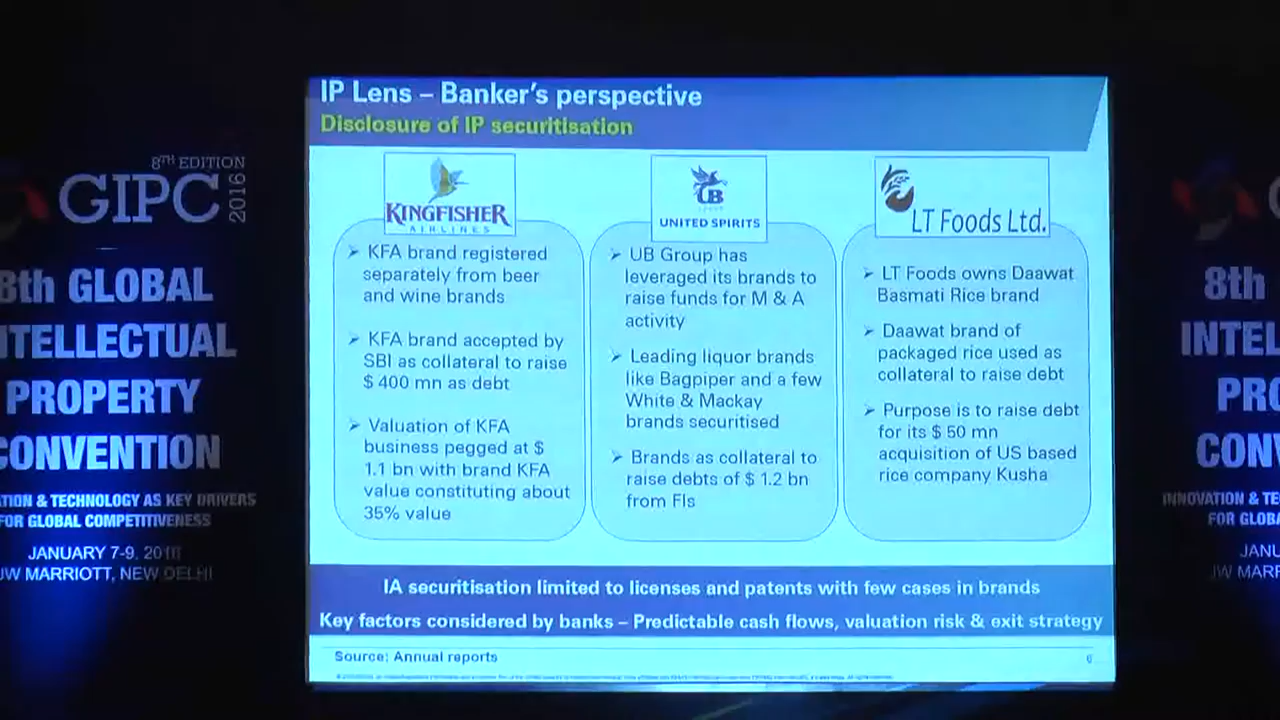 IP Lens – Banker's perspective
Disclosure of IP securitisation
KINGFISHER
AIRLINES
➢ KFA brand registered
separately from beer
and wine brands
➢ KFA brand accepted by
SBI as collateral to raise
$ 400 mn as debt
➢ Valuation of KFA
business pegged at $
1.1 bn with brand KFA
value constituting about
35% value
UB
UNITED SPIRITS
➢ UB Group has
leveraged its brands to
raise funds for M & A
activity
➢ Leading liquor brands
like Bagpiper and a few
White & Mackay
brands securitised
➢ Brands as collateral to
raise debts of $ 1.2 bn
from FIs
LT Foods Ltd.
➢ LT Foods owns Daawat
Basmati Rice brand
➢ Daawat brand of
packaged rice used as
collateral to raise debt
➢ Purpose is to raise debt
for its $ 50 mn
acquisition of US based
rice company Kusha
IA securitisation limited to licenses and patents with few cases in brands
Key factors considered by banks – Predictable cash flows, valuation risk & exit strategy
Source: Annual reports
6
8TH EDITION
GIPC 2016
8th GLOBAL
NTELLECTUAL
PROPERTY
CONVENTION
TION & TECHNOLOGY AS KEY DRIVERS
FOR GLOBAL COMPETITIVENESS
JANUARY 7-9, 2016
JW MARRIOTT, NEW DELHI
8th
INTEL
PRO
CONV
INNOVATION & TE
FOR GLOBA
JANU
JW MARR